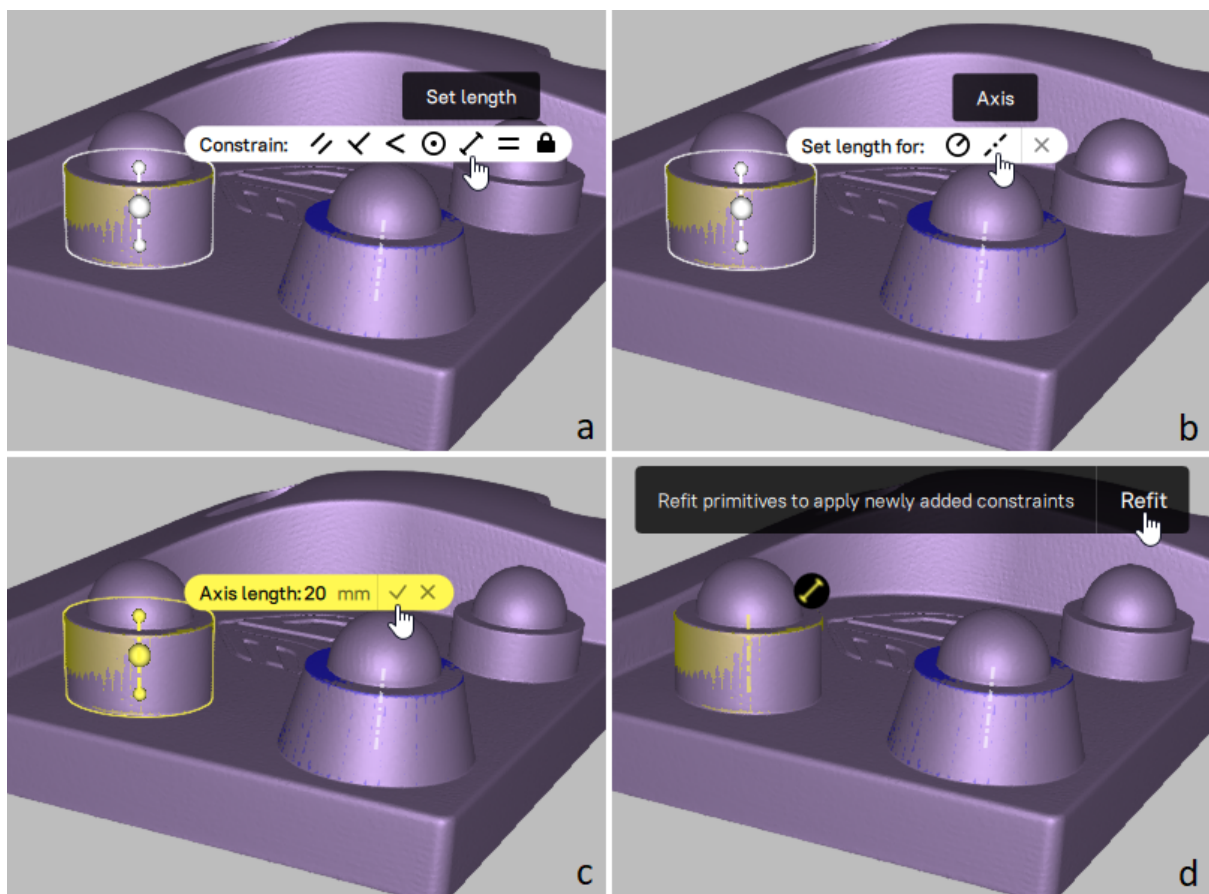 Set length
Constrain:
a
Axis
Set length for:
b
Axis length: 20 mm
c
Refit primitives to apply newly added constraints Refit
d